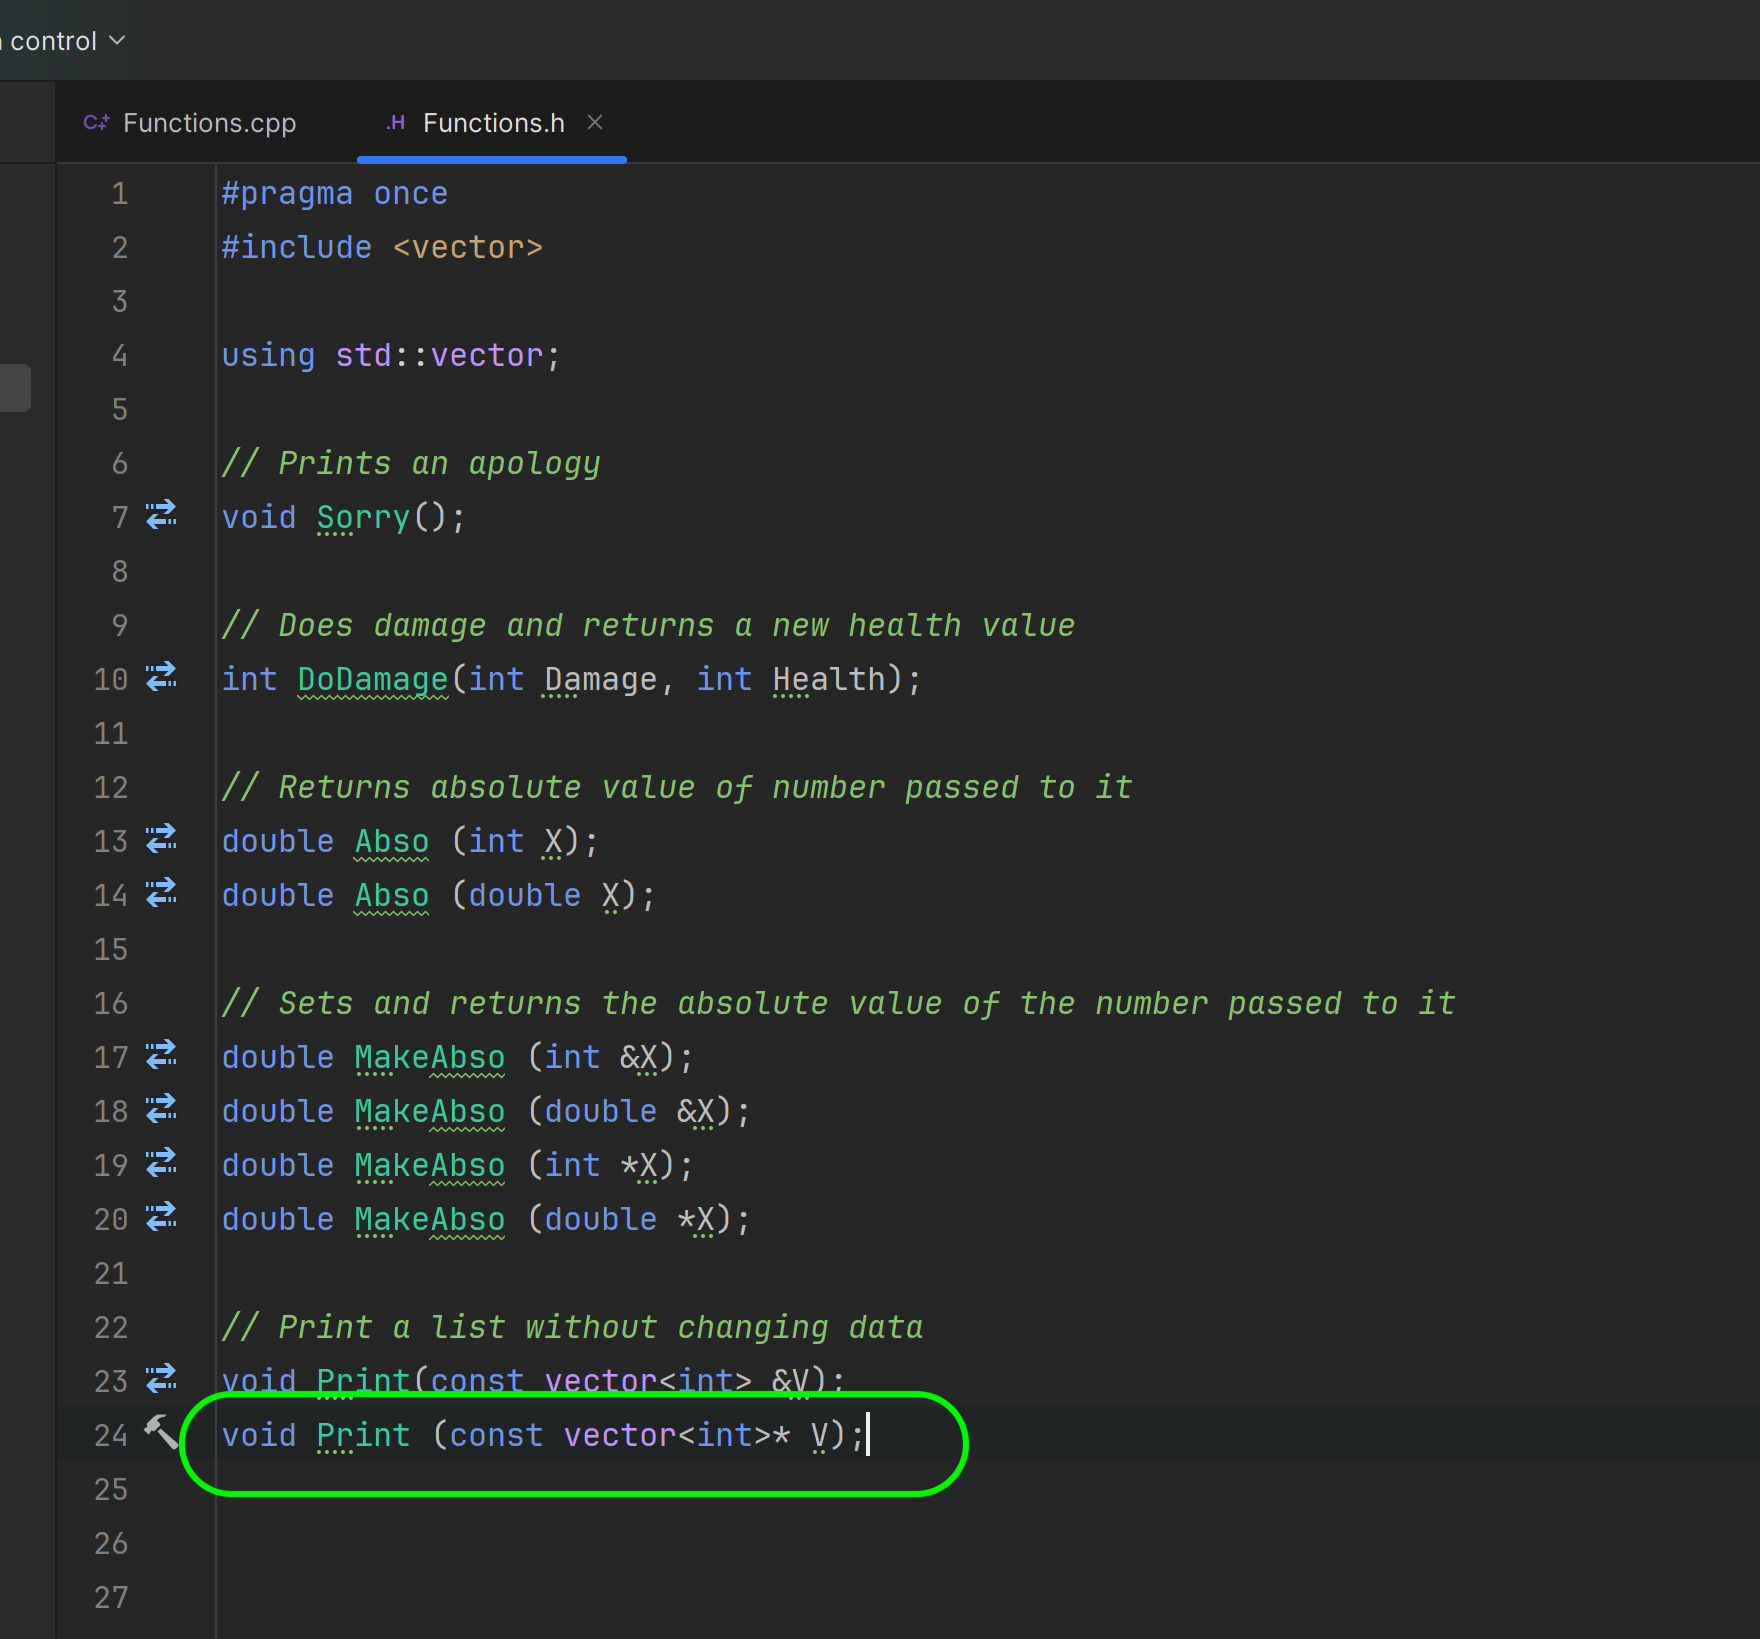 control
Functions.cpp
.H Functions.h
1 #pragma once
2 #include <vector>
3
4 using std::vector;
5
6 // Prints an apology
7 void Sorry();
8
9 // Does damage and returns a new health value
10 int DoDamage(int Damage, int Health);
11
12 // Returns absolute value of number passed to it
13 double Abso (int X);
14 double Abso (double X);
15
16 // Sets and returns the absolute value of the number passed to it
17 double MakeAbso (int &X);
18 double MakeAbso (double &X);
19 double MakeAbso (int *X);
20 double MakeAbso (double *X);
21
22 // Print a list without changing data
23 void Print(const vector<int> &V);
24 void Print (const vector<int>* V);
25
26
27